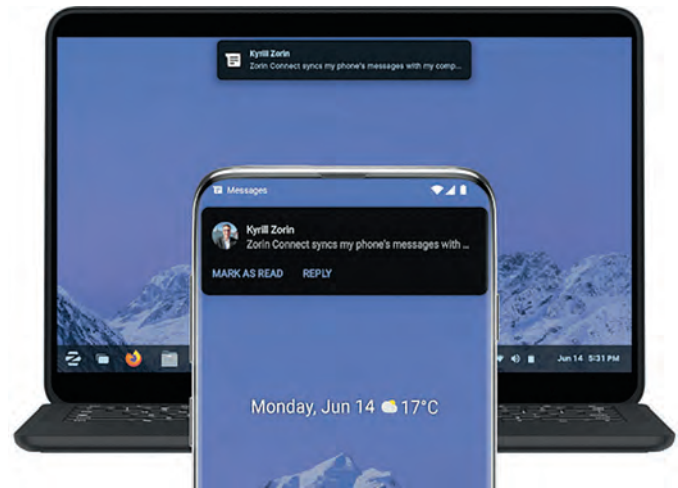 Kyrill Zorin
Zorin Connect syncs my phone's messages with my comp...
Messages
Kyrill Zorin
Zorin Connect syncs my phone's messages with ...
MARK AS READ REPLY
Jun 14 5:31 PM
Monday, Jun 14 17°C